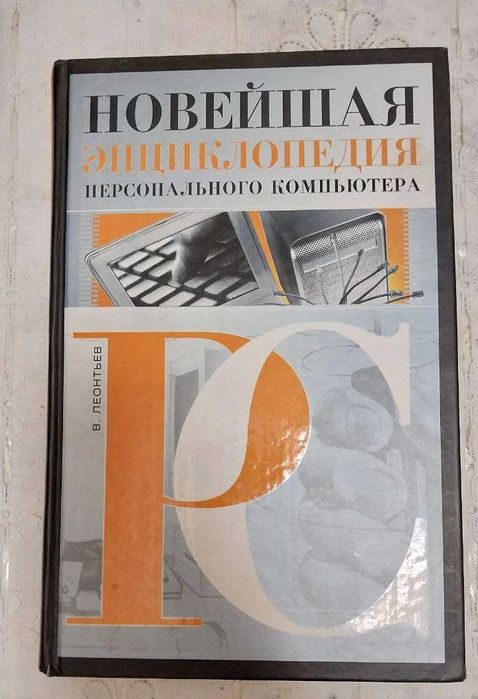 НОВЕЙШАЯ
ЭНЦИКЛОПЕДИЯ
ПЕРСОНАЛЬНОГО КОМПЬЮТЕРА
В. ЛЕОНТЬЕВ
PC